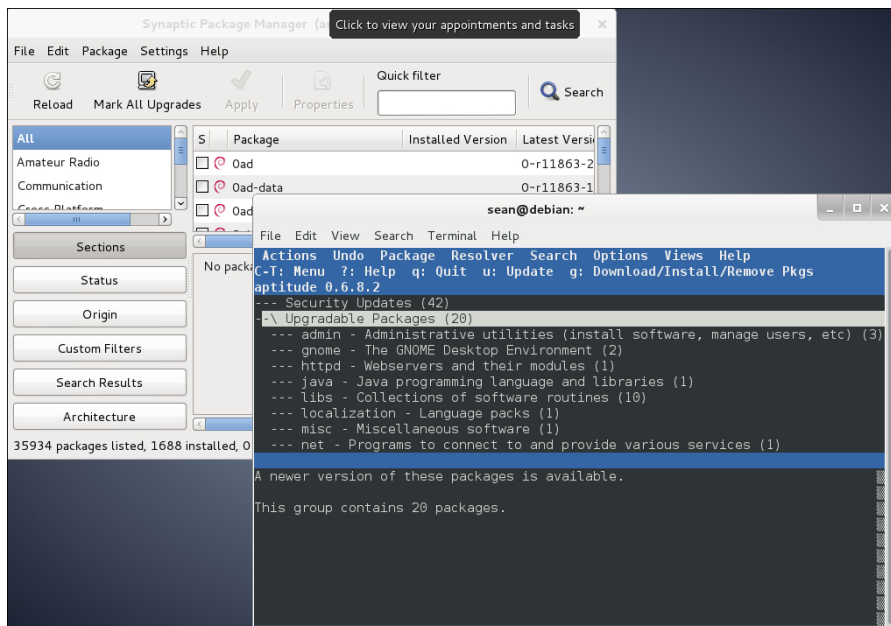 Synaptic Package Manager (as
Click to view your appointments and tasks
File Edit Package Settings Help
Reload
Mark All Upgrades
Apply
Properties
Quick filter
Search
All
Amateur Radio
Communication
Cross Platform
S Package Installed Version Latest Versi
0ad 0~r11863-2
0ad-data 0~r11863-1
0ad
Sections
Status
Origin
Custom Filters
Search Results
Architecture
No packa
35934 packages listed, 1688 installed, 0
sean@debian: ~
File Edit View Search Terminal Help
Actions Undo Package Resolver Search Options Views Help
C-T: Menu ?: Help q: Quit u: Update g: Download/Install/Remove Pkgs
aptitude 0.6.8.2
--- Security Updates (42)
--\ Upgradable Packages (20)
--- admin - Administrative utilities (install software, manage users, etc) (3)
--- gnome - The GNOME Desktop Environment (2)
--- httpd - Webservers and their modules (1)
--- java - Java programming language and libraries (1)
--- libs - Collections of software routines (10)
--- localization - Language packs (1)
--- misc - Miscellaneous software (1)
--- net - Programs to connect to and provide various services (1)
A newer version of these packages is available.
This group contains 20 packages.